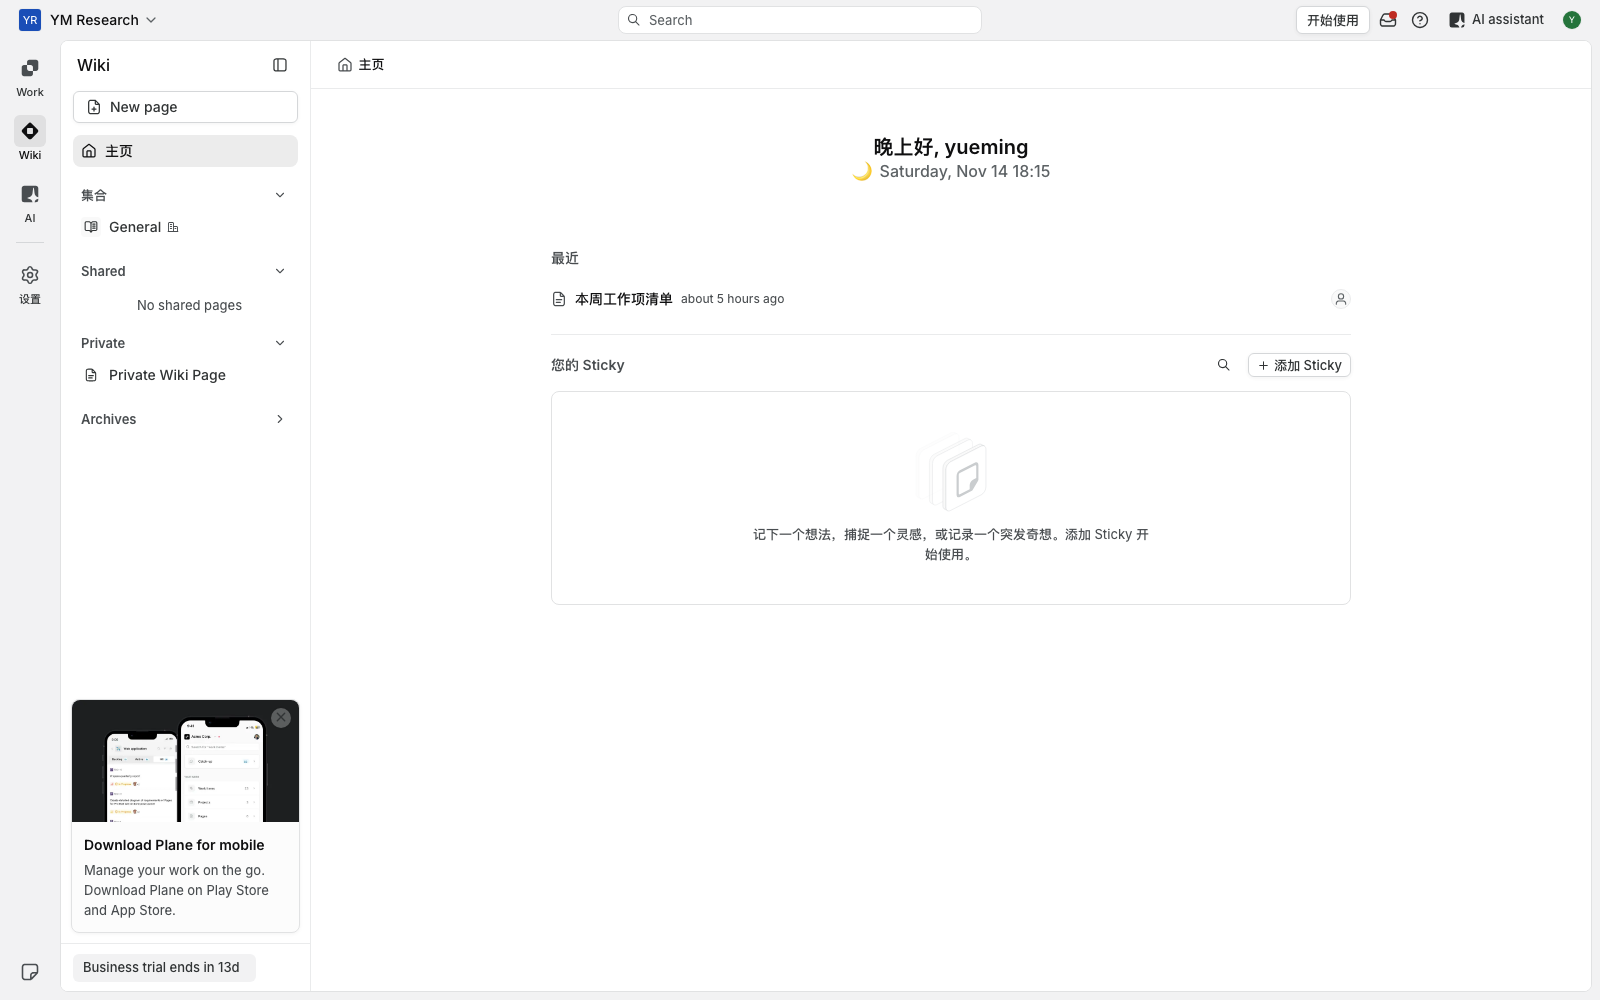 YR YM Research
Search
开始使用
AI assistant
Y
Work
Wiki
AI
设置
Wiki
New page
主页
集合
General
Shared
No shared pages
Private
Private Wiki Page
Archives
主页
晚上好, yueming
🌙 Saturday, Nov 14 18:15
最近
本周工作项清单 about 5 hours ago
您的 Sticky
添加 Sticky
记下一个想法，捕捉一个灵感，或记录一个突发奇想。添加 Sticky 开
始使用。
Download Plane for mobile
Manage your work on the go.
Download Plane on Play Store
and App Store.
Business trial ends in 13d